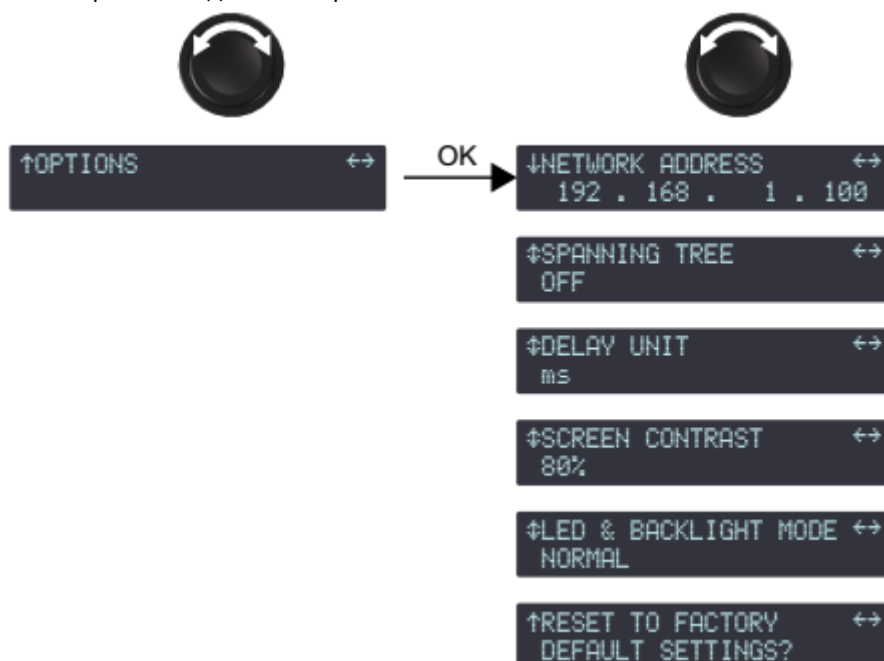 ↑OPTIONS ↔
OK
↓NETWORK ADDRESS ↔
192 . 168 . 1 . 100
↕SPANNING TREE ↔
OFF
↕DELAY UNIT ↔
ms
↕SCREEN CONTRAST ↔
80%
↕LED & BACKLIGHT MODE ↔
NORMAL
↑RESET TO FACTORY ↔
DEFAULT SETTINGS?